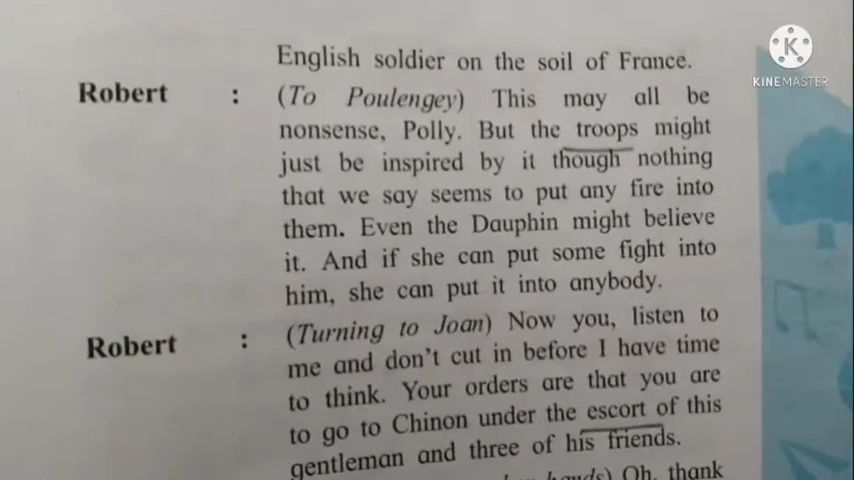 English soldier on the soil of France.
Robert : (To Poulengey) This may all be
nonsense, Polly. But the troops might
just be inspired by it though nothing
that we say seems to put any fire into
them. Even the Dauphin might believe
it. And if she can put some fight into
him, she can put it into anybody.
Robert : (Turning to Joan) Now you, listen to
me and don't cut in before I have time
to think. Your orders are that you are
to go to Chinon under the escort of this
gentleman and three of his friends.
hands) Oh, thank
K
KINEMASTER